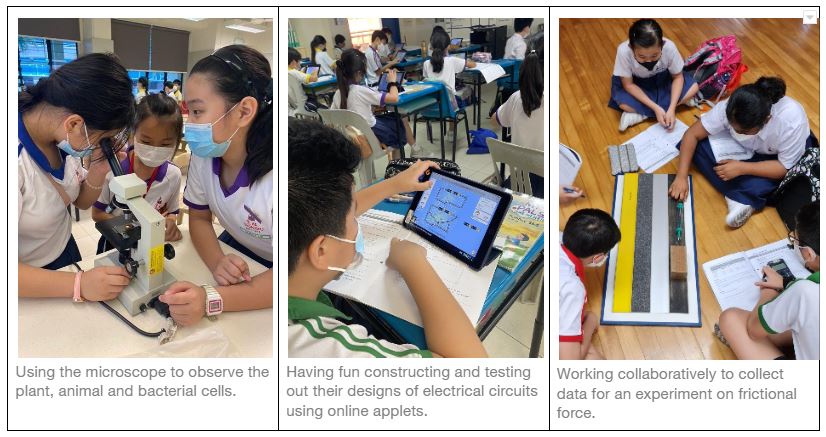 Using the microscope to observe the
plant, animal and bacterial cells.
Having fun constructing and testing
out their designs of electrical circuits
using online applets.
Working collaboratively to collect
data for an experiment on frictional
force.